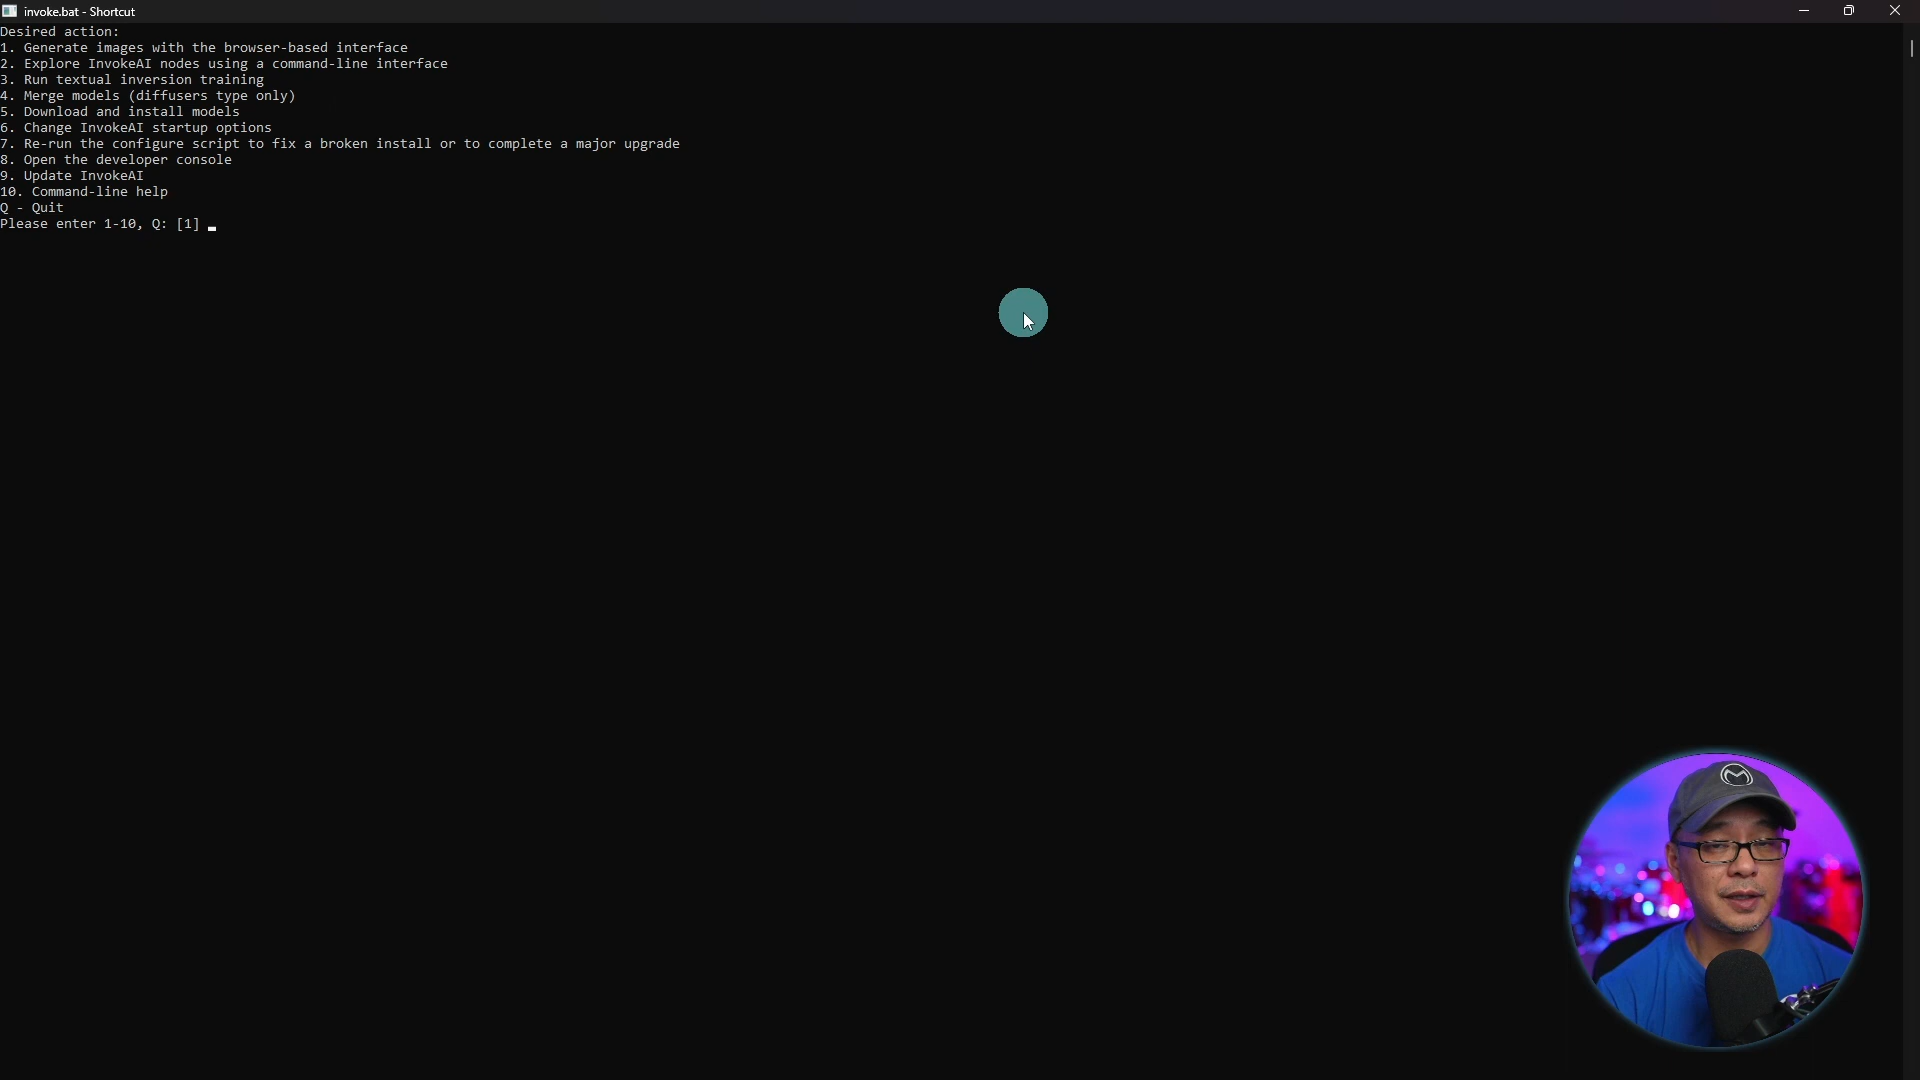 invoke.bat - Shortcut
Desired action:
1. Generate images with the browser-based interface
2. Explore InvokeAI nodes using a command-line interface
3. Run textual inversion training
4. Merge models (diffusers type only)
5. Download and install models
6. Change InvokeAI startup options
7. Re-run the configure script to fix a broken install or to complete a major upgrade
8. Open the developer console
9. Update InvokeAI
10. Command-line help
Q - Quit
Please enter 1-10, Q: [1]